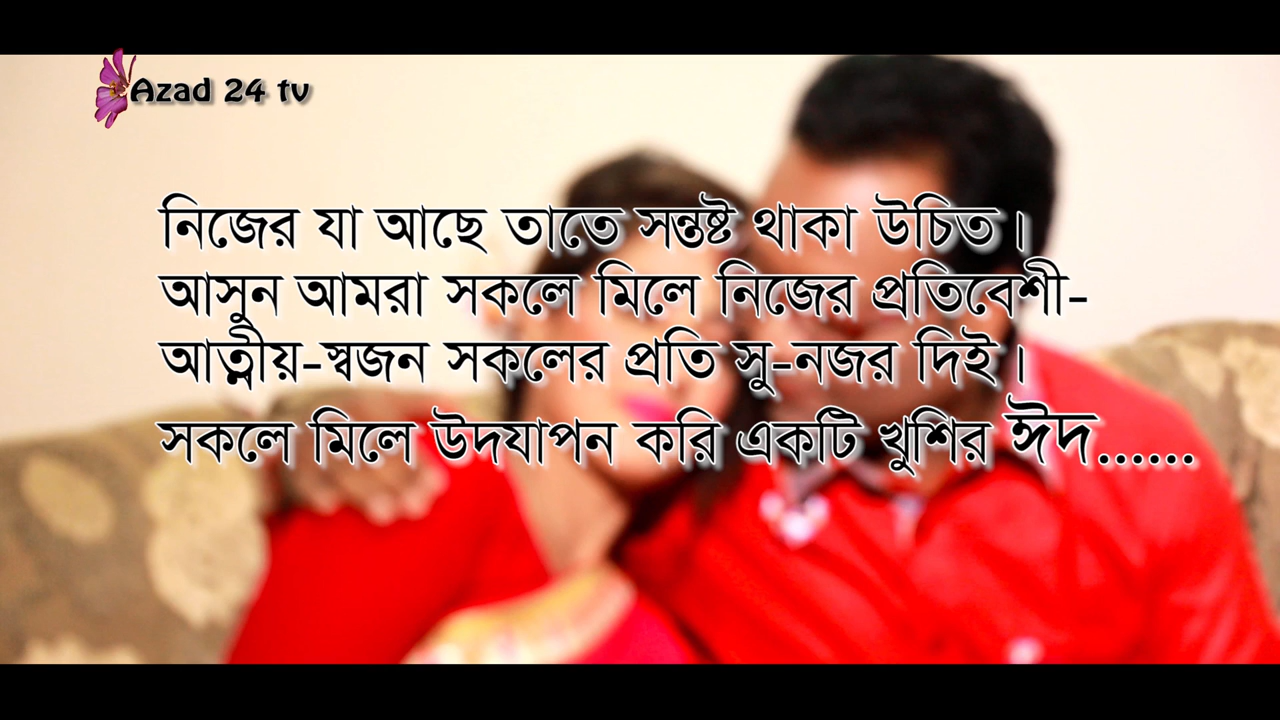 Azad 24 tv
নিজের যা আছে তাতে সন্তষ্ট থাকা উচিত।
আসুন আমরা সকলে মিলে নিজের প্রতিবেশী-
আত্নীয়-স্বজন সকলের প্রতি সু-নজর দিই।
সকলে মিলে উদযাপন করি একটি খুশির ঈদ......